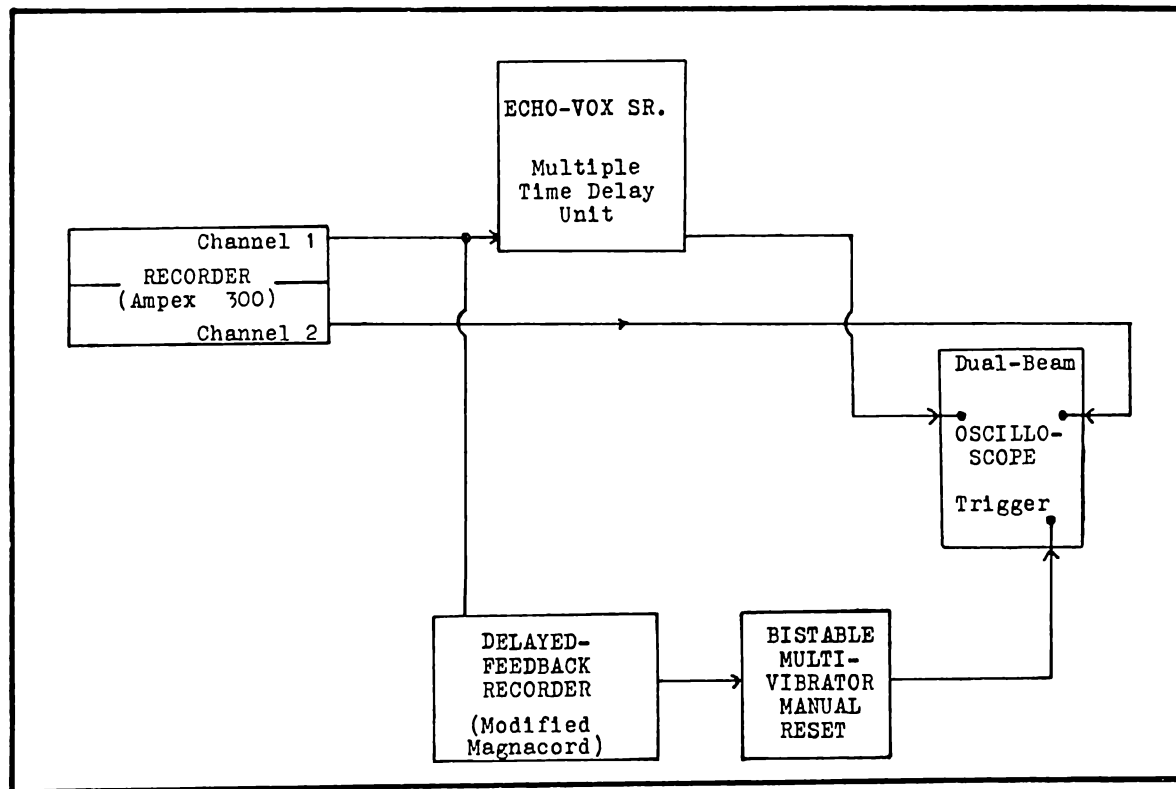 ECHO-VOX SR.
Multiple
Time Delay
Unit
Channel 1
RECORDER
(Ampex 300)
Channel 2
Dual-Beam
OSCILLO-
SCOPE
Trigger
DELAYED-
FEEDBACK
RECORDER
(Modified
Magnacord)
BISTABLE
MULTI-
VIBRATOR
MANUAL
RESET